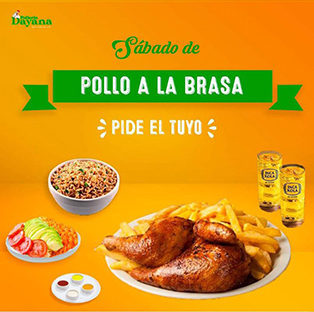 Dayana
Sábado de
POLLO A LA BRASA
PIDE EL TUYO
INCA
KOLA
INCA
KOLA